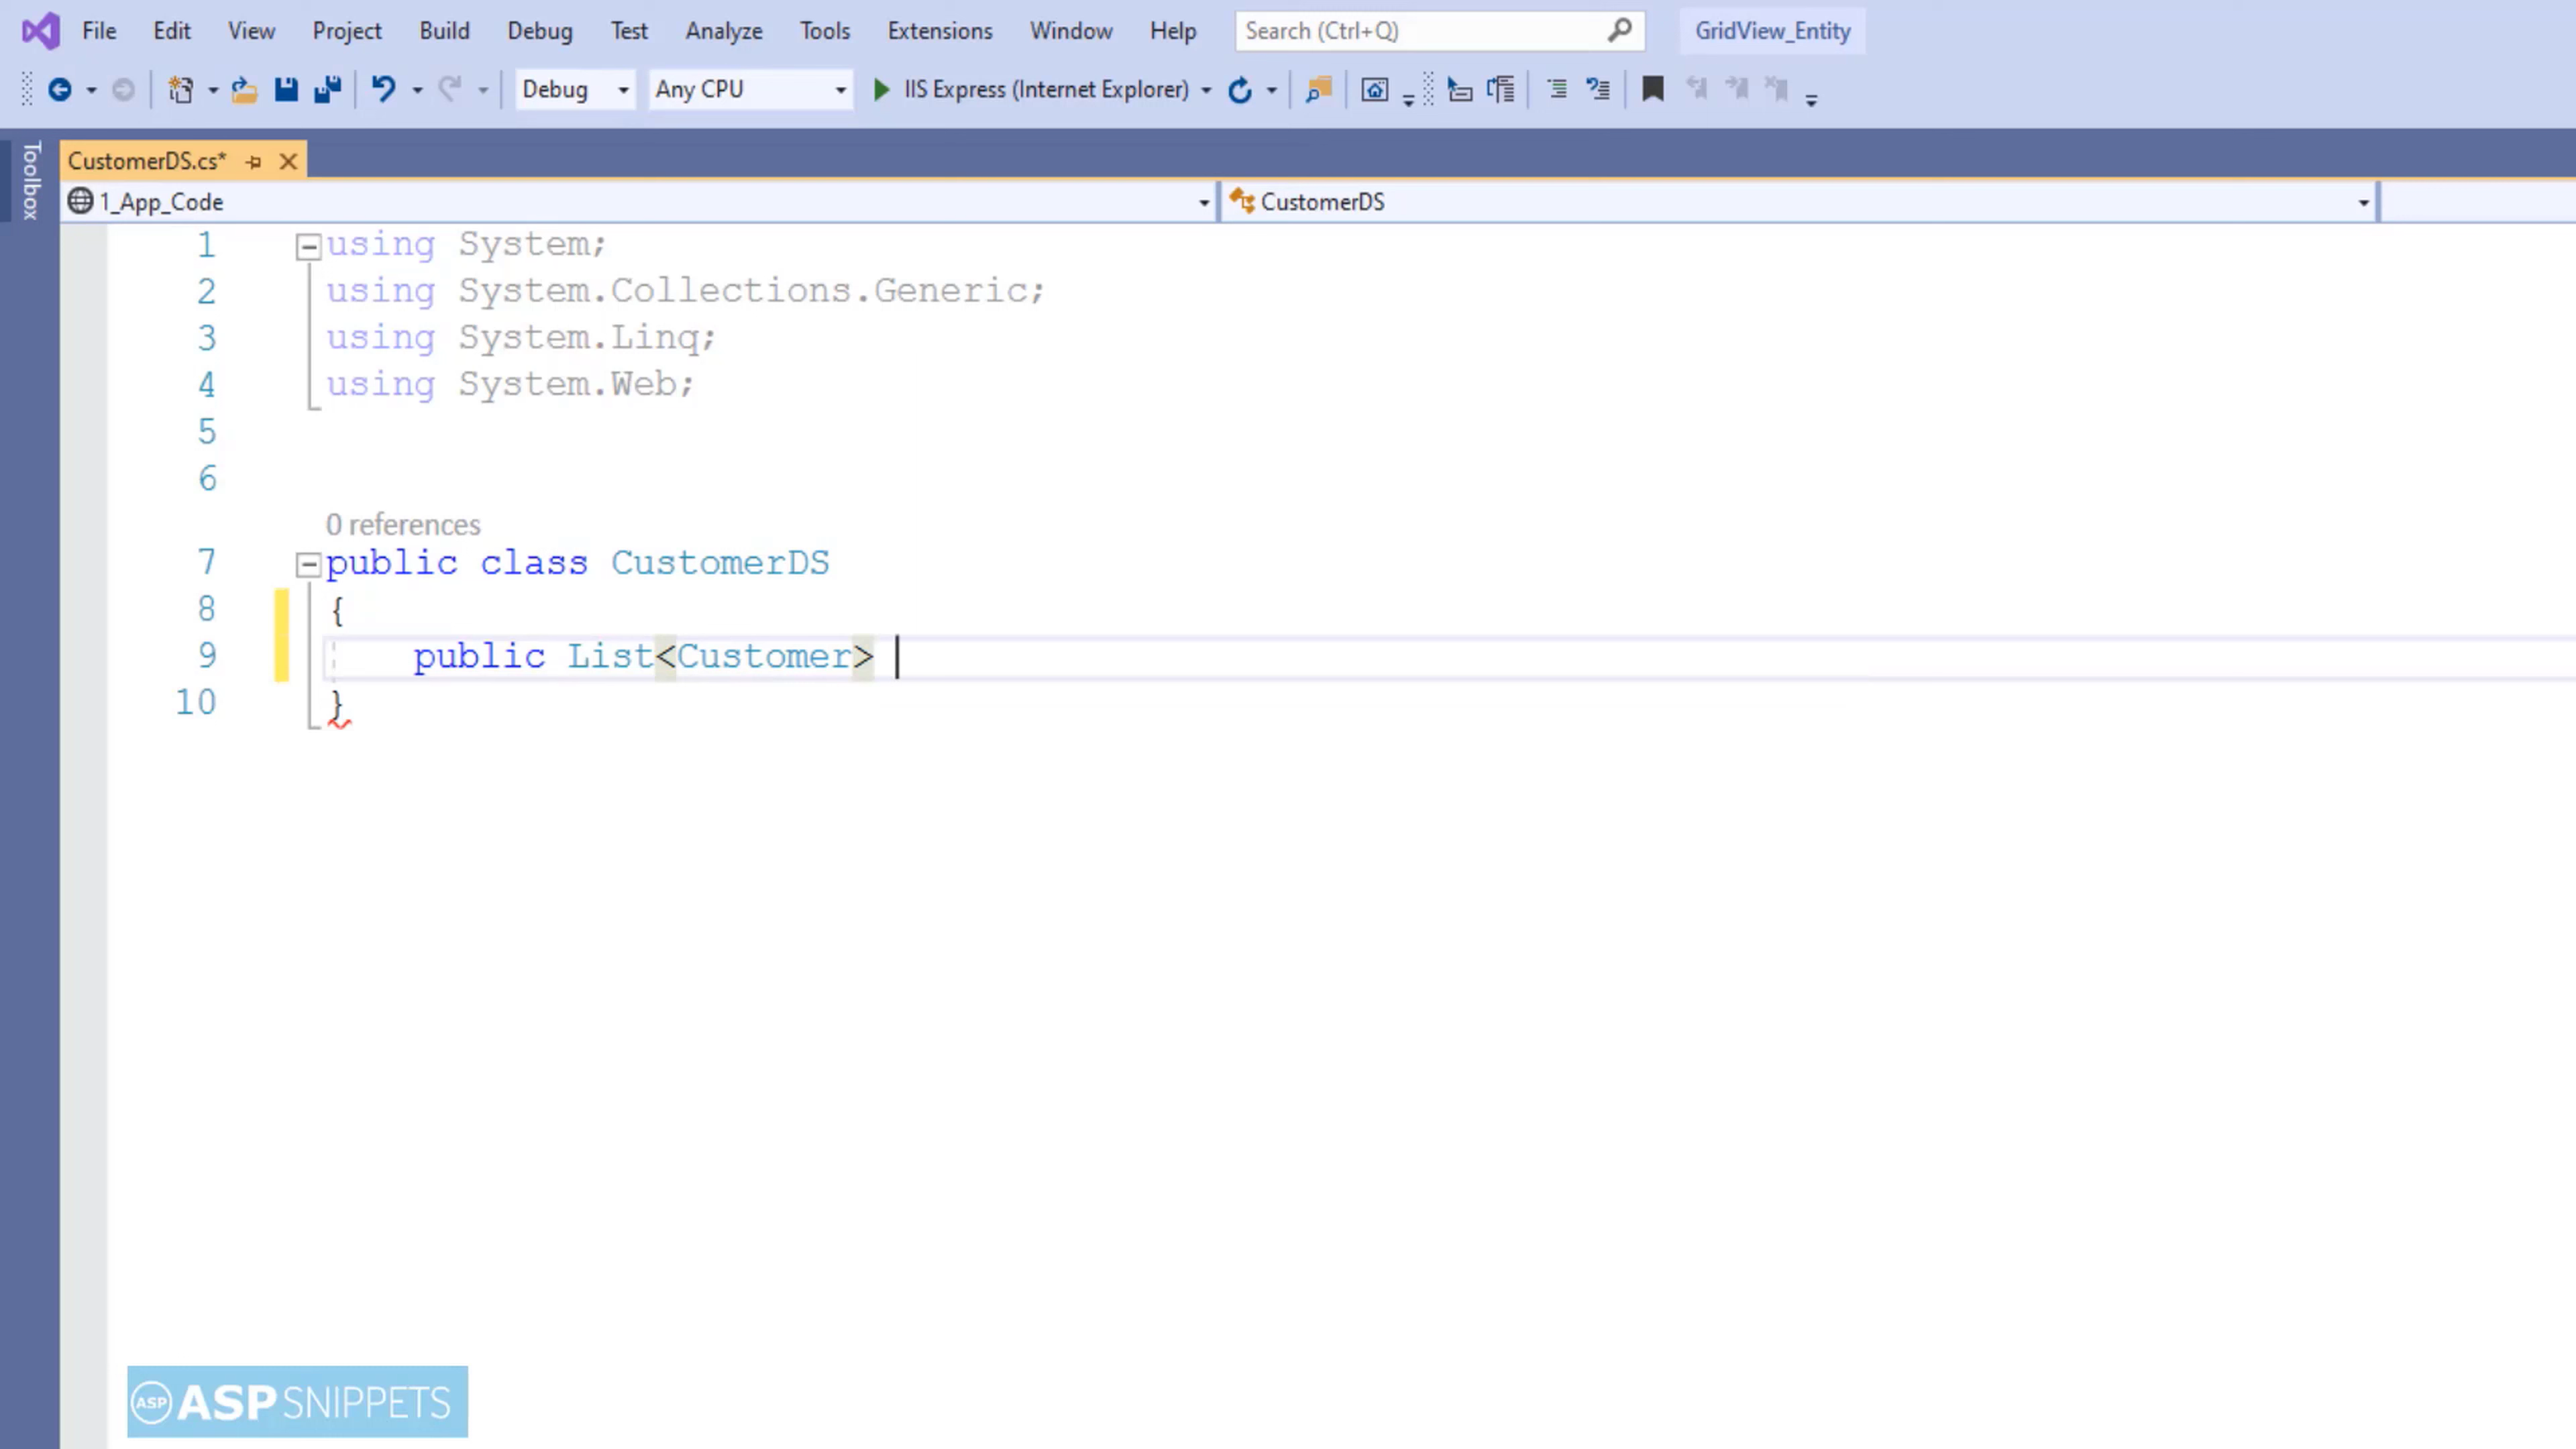 File Edit View Project Build Debug Test Analyze Tools Extensions Window Help Search (Ctrl+Q) GridView_Entity
Debug Any CPU IIS Express (Internet Explorer)
Toolbox
CustomerDS.cs*
1_App_Code CustomerDS
1 using System;
2 using System.Collections.Generic;
3 using System.Linq;
4 using System.Web;
5
6
0 references
7 public class CustomerDS
8 {
9 public List<Customer>
10 }
ASP ASPSNIPPETS